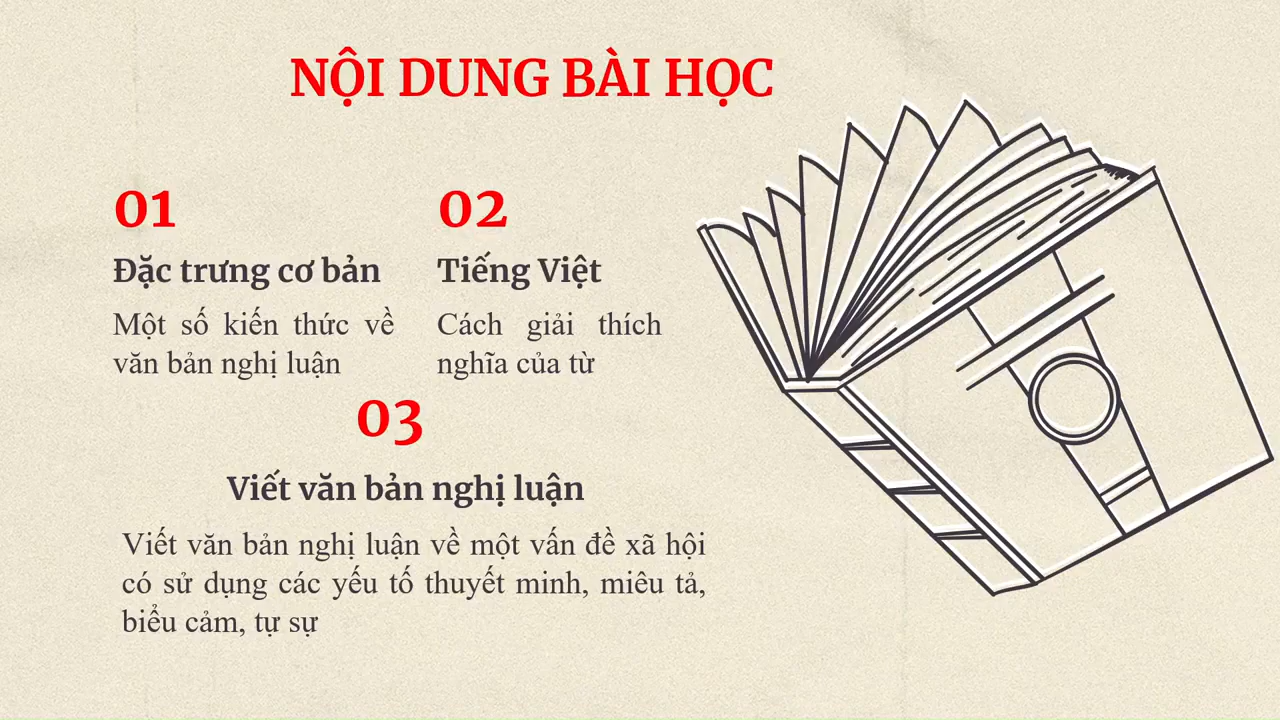 NỘI DUNG BÀI HỌC
01
Đặc trưng cơ bản
Một số kiến thức về
văn bản nghị luận
02
Tiếng Việt
Cách giải thích
nghĩa của từ
03
Viết văn bản nghị luận
Viết văn bản nghị luận về một vấn đề xã hội
có sử dụng các yếu tố thuyết minh, miêu tả,
biểu cảm, tự sự